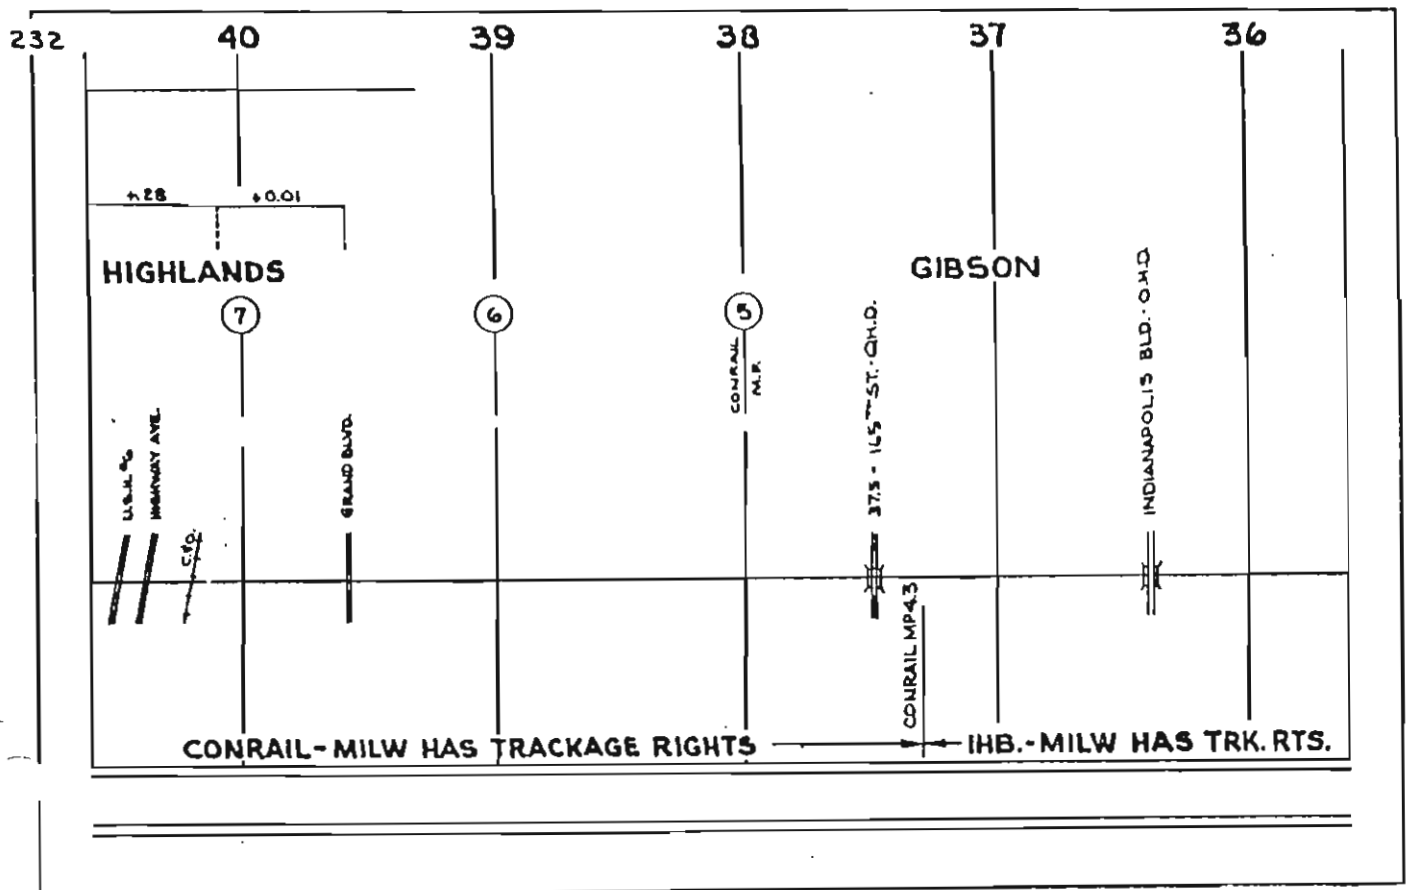 232 40 39 38 37 36
+.28 +0.01
HIGHLANDS
GIBSON
7 6 5
CONRAIL
M.P.
U.S.H. #6
HIGHWAY AVE.
C.&O.
GRAND BLVD.
37.5 - 165TH ST. - O.H.D.
INDIANAPOLIS BLD. - O.H.D
CONRAIL MP4.3
CONRAIL-MILW HAS TRACKAGE RIGHTS
IHB.-MILW HAS TRK. RTS.